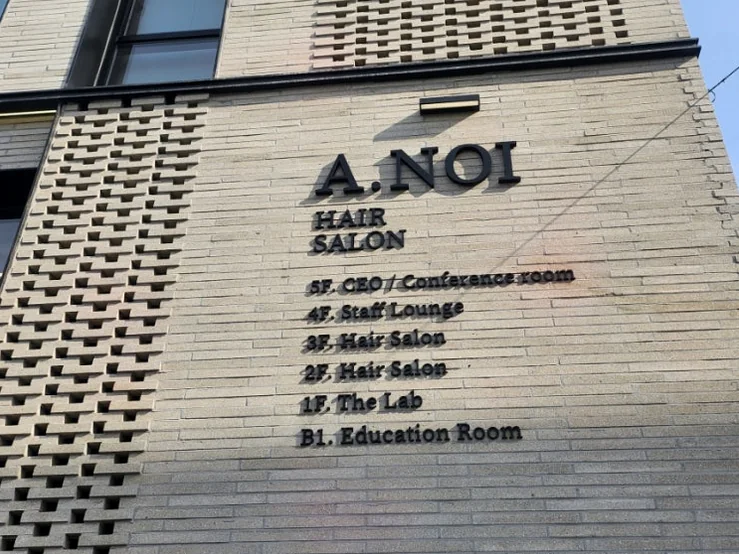 A.NOI
HAIR
SALON
5F. CEO / Conference room
4F. Staff Lounge
3F. Hair Salon
2F. Hair Salon
1F. The Lab
B1. Education Room